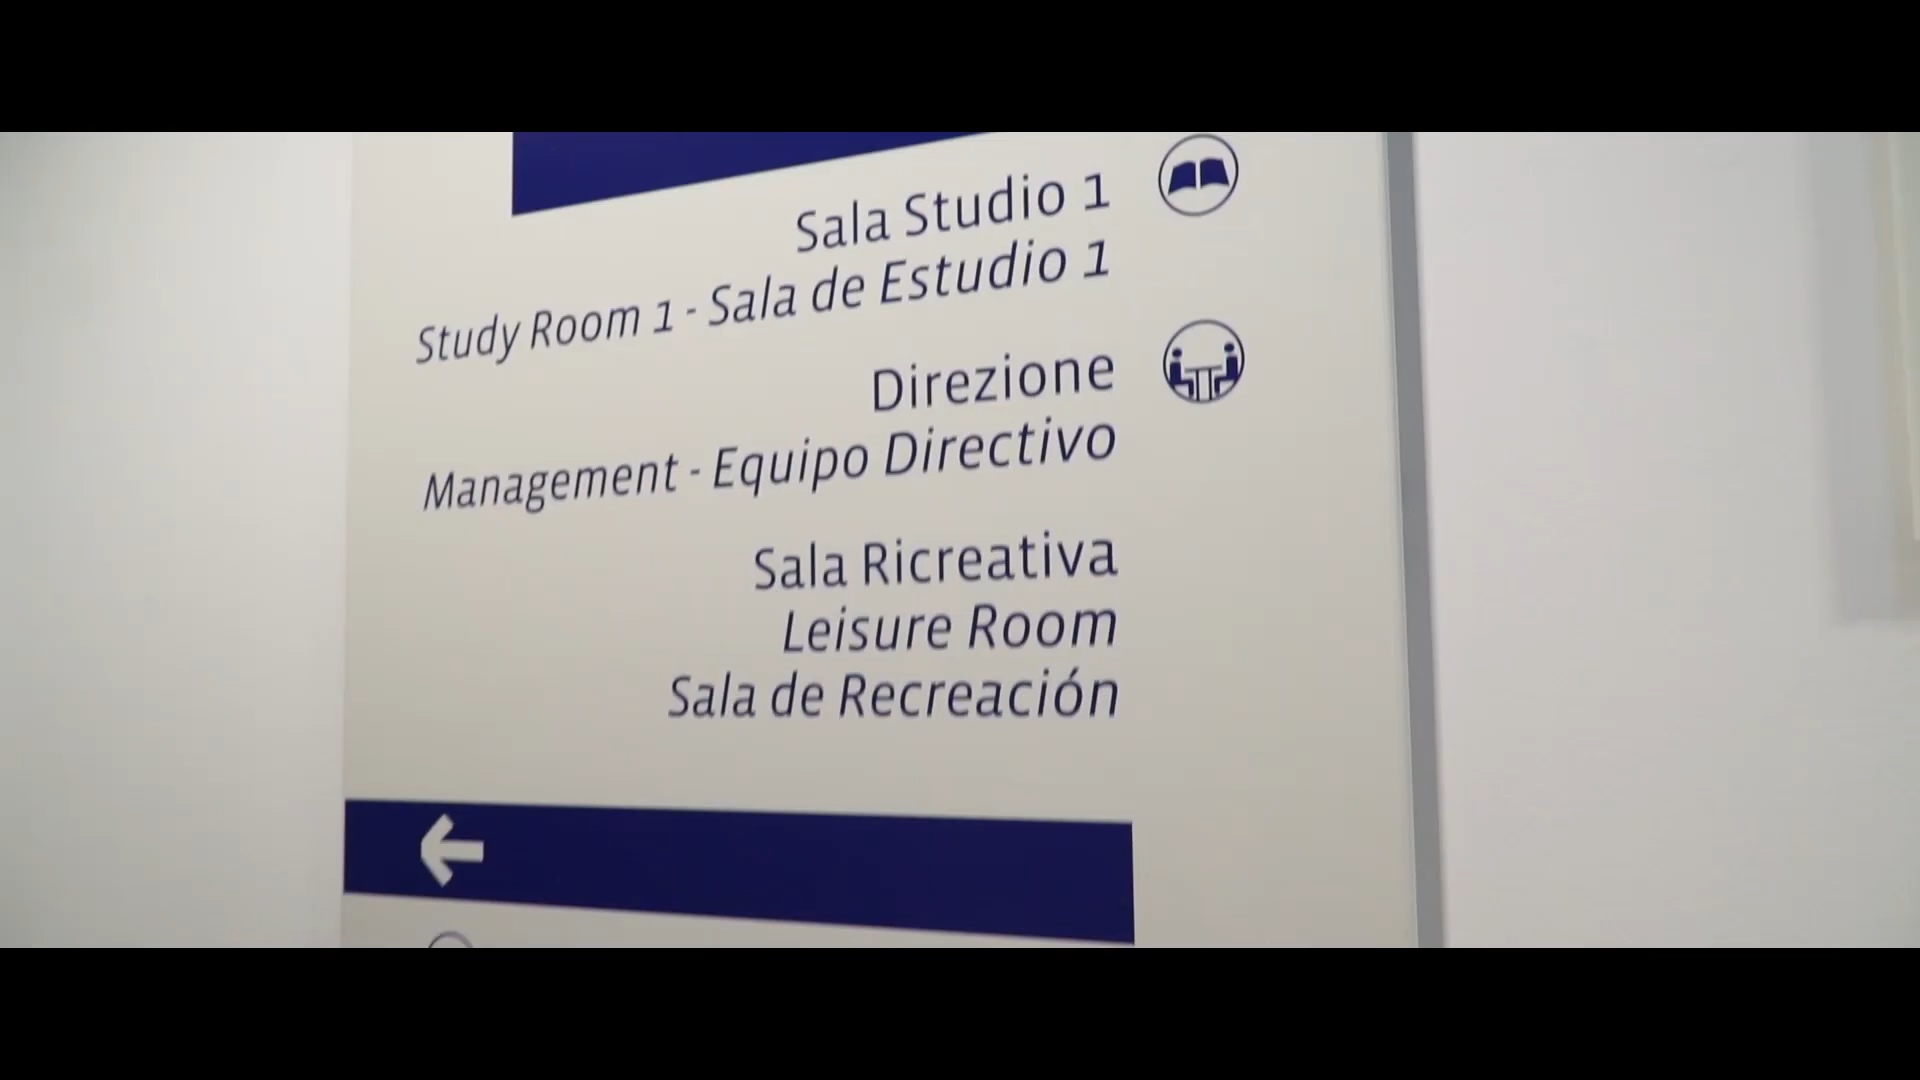 Sala Studio 1
Study Room 1 - Sala de Estudio 1
Direzione
Management - Equipo Directivo
Sala Ricreativa
Leisure Room
Sala de Recreación